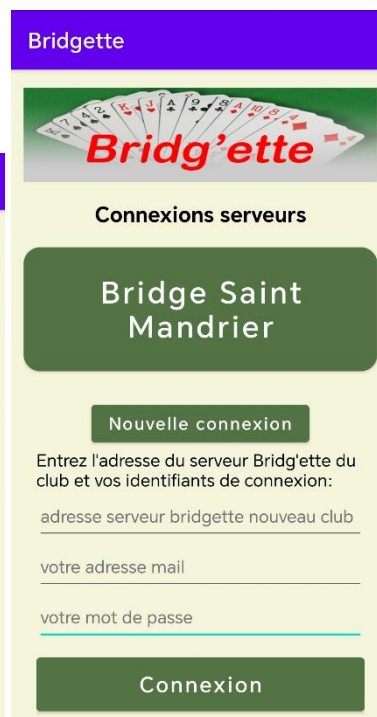 Bridgette
Bridg'ette
Connexions serveurs
Bridge Saint
Mandrier
Nouvelle connexion
Entrez l'adresse du serveur Bridg'ette du
club et vos identifiants de connexion:
adresse serveur bridgette nouveau club
votre adresse mail
votre mot de passe
Connexion